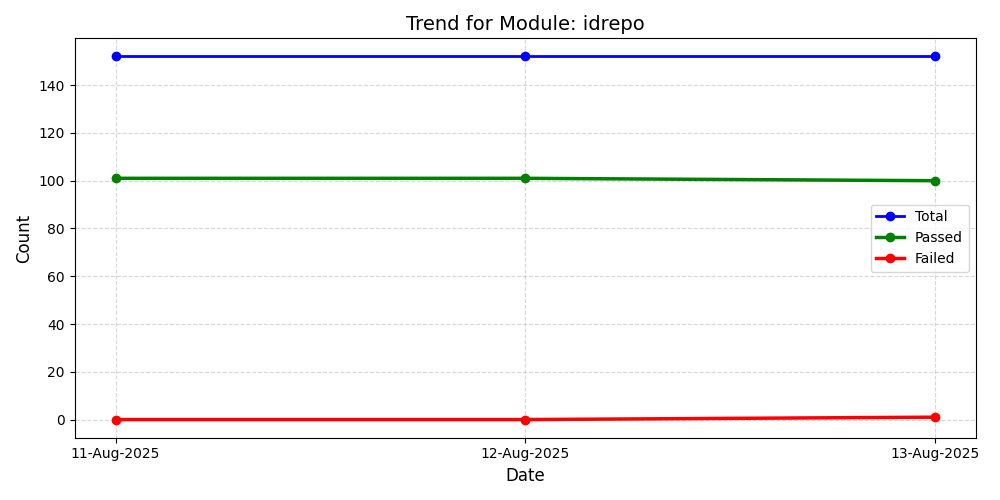 Trend for Module: idrepo
Count
140
120
100
80
60
40
20
0
Total
Passed
Failed
11-Aug-2025
12-Aug-2025
13-Aug-2025
Date